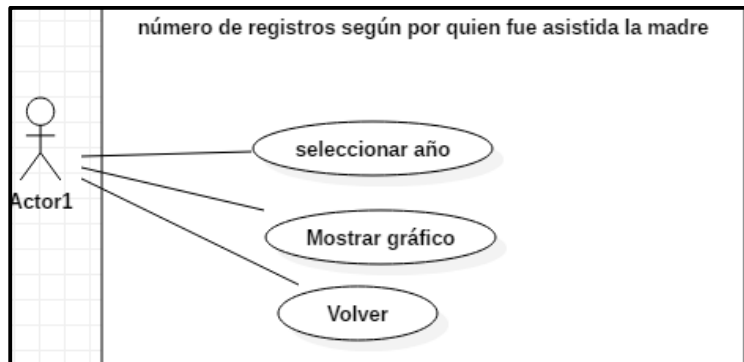 número de registros según por quien fue asistida la madre
seleccionar año
Actor1
Mostrar gráfico
Volver